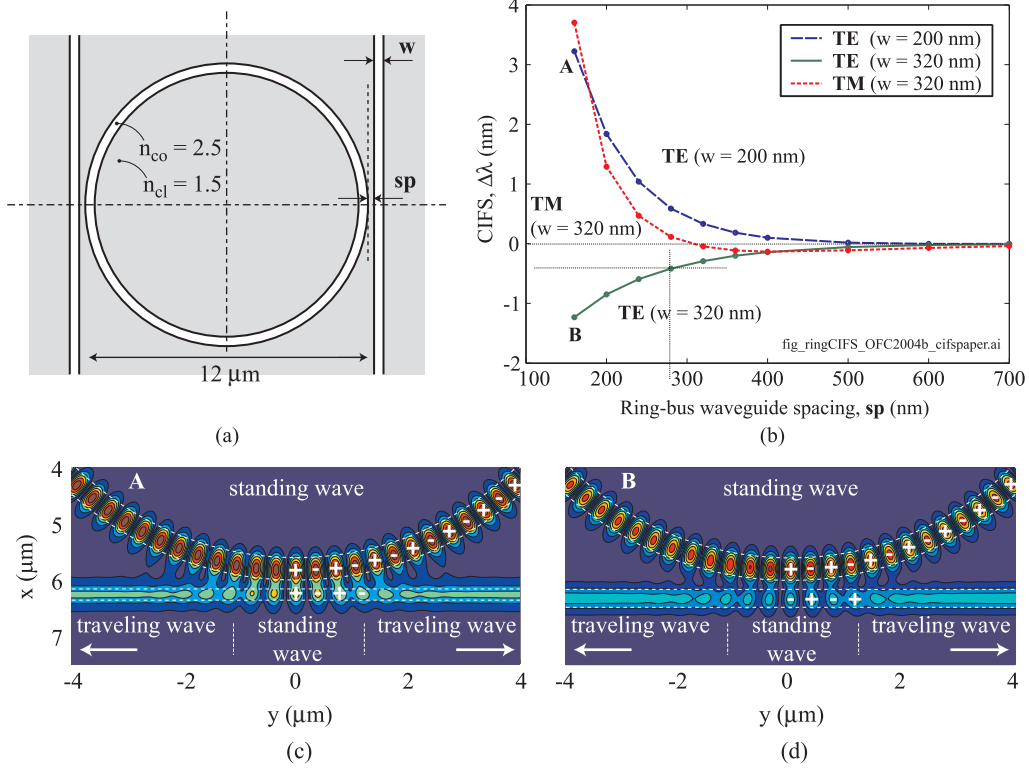 w
n_co = 2.5
n_cl = 1.5
sp
12 μm
(a)
CIFS, Δλ (nm)
4
3
2
1
0
-1
-2
TE (w = 200 nm)
TE (w = 320 nm)
TM (w = 320 nm)
A
TE (w = 200 nm)
TM
(w = 320 nm)
TE (w = 320 nm)
B
fig_ringCIFS_OFC2004b_cifspaper.ai
100 200 300 400 500 600 700
Ring-bus waveguide spacing, sp (nm)
(b)
x (μm)
4
5
6
7
A
standing wave
+ - + - + - + - + - +
+ - + -
traveling wave
standing
wave
traveling wave
-4 -2 0 2 4
y (μm)
(c)
B
standing wave
+ - + - + - + - + - +
- + - +
traveling wave
standing
wave
traveling wave
-4 -2 0 2 4
y (μm)
(d)